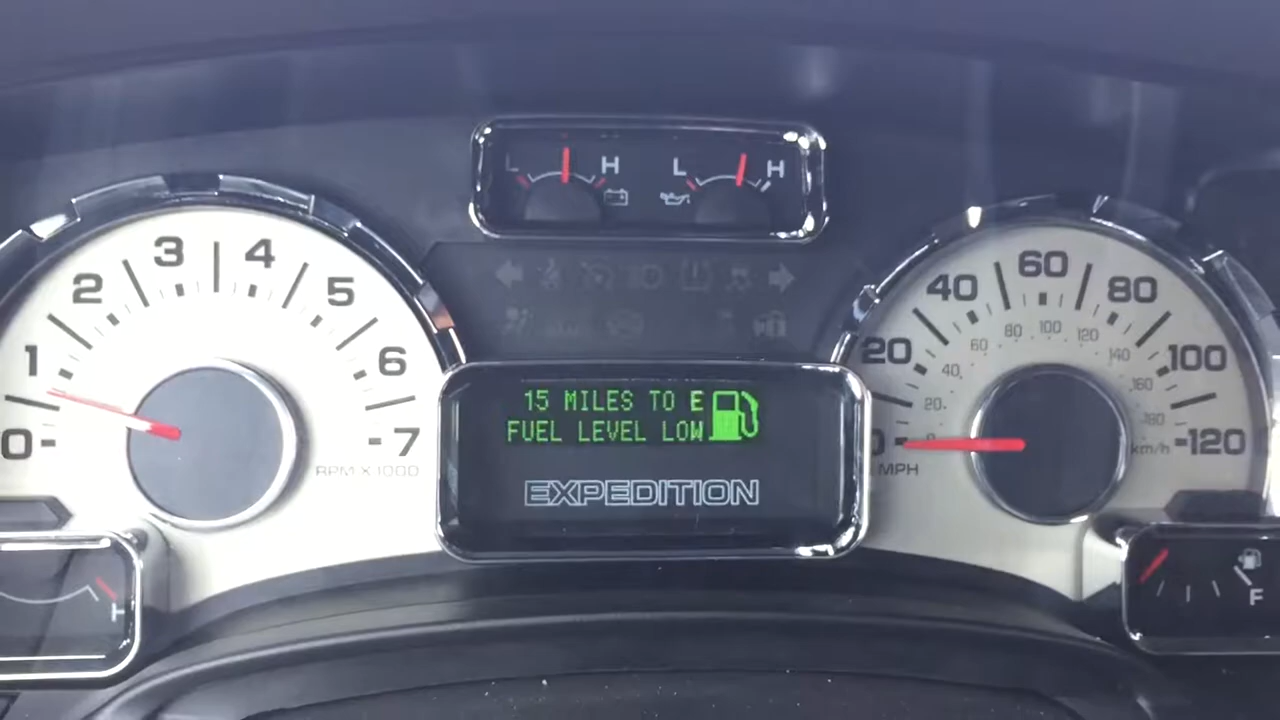 L H
L H
0 1 2 3 4 5 6 7
RPM X 1000
15 MILES TO E
FUEL LEVEL LOW
EXPEDITION
0 20 40 60 80 100 120
MPH
0 20 40 60 80 100 120 140 160 180
km/h
H
F